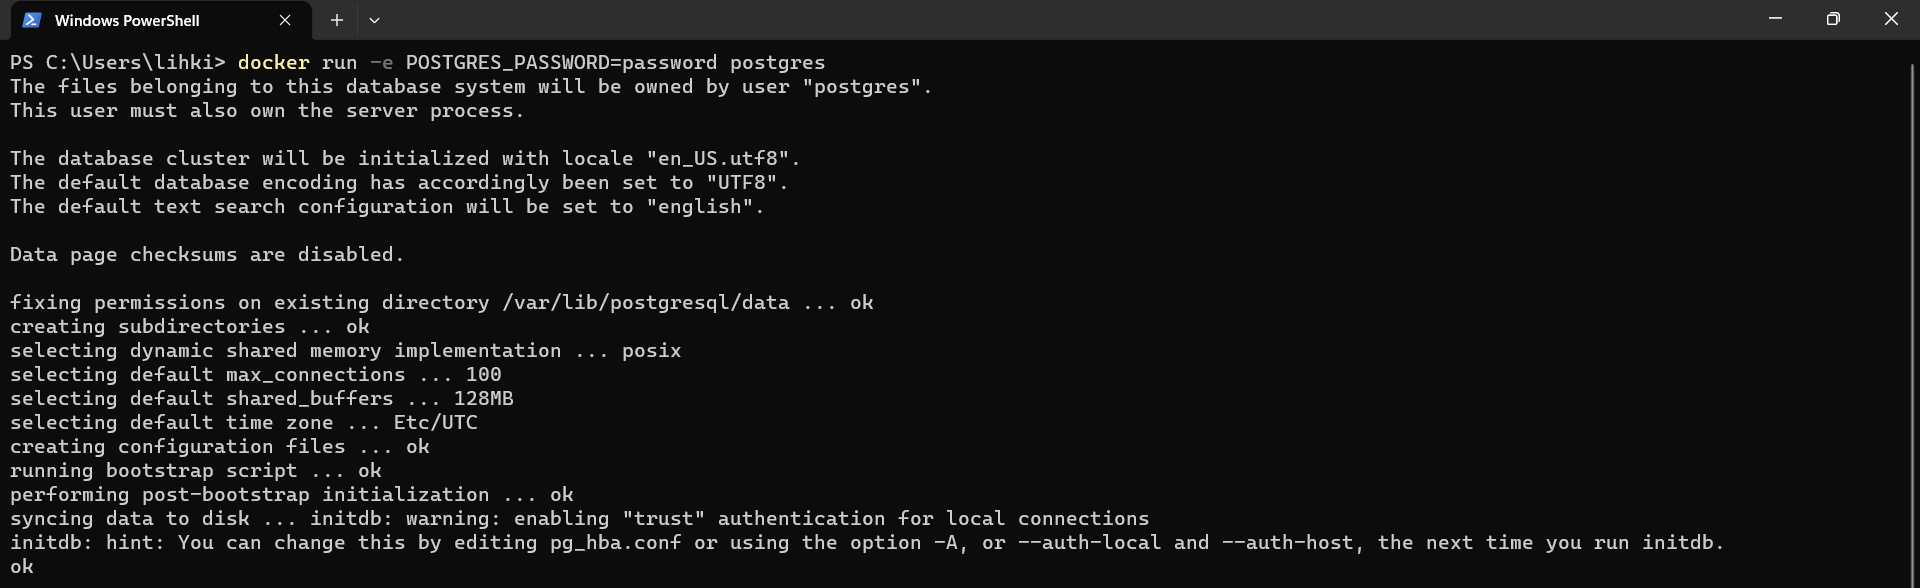 Windows PowerShell
PS C:\Users\lihki> docker run -e POSTGRES_PASSWORD=password postgres
The files belonging to this database system will be owned by user "postgres".
This user must also own the server process.
The database cluster will be initialized with locale "en_US.utf8".
The default database encoding has accordingly been set to "UTF8".
The default text search configuration will be set to "english".
Data page checksums are disabled.
fixing permissions on existing directory /var/lib/postgresql/data ... ok
creating subdirectories ... ok
selecting dynamic shared memory implementation ... posix
selecting default max_connections ... 100
selecting default shared_buffers ... 128MB
selecting default time zone ... Etc/UTC
creating configuration files ... ok
running bootstrap script ... ok
performing post-bootstrap initialization ... ok
syncing data to disk ... initdb: warning: enabling "trust" authentication for local connections
initdb: hint: You can change this by editing pg_hba.conf or using the option -A, or --auth-local and --auth-host, the next time you run initdb.
ok